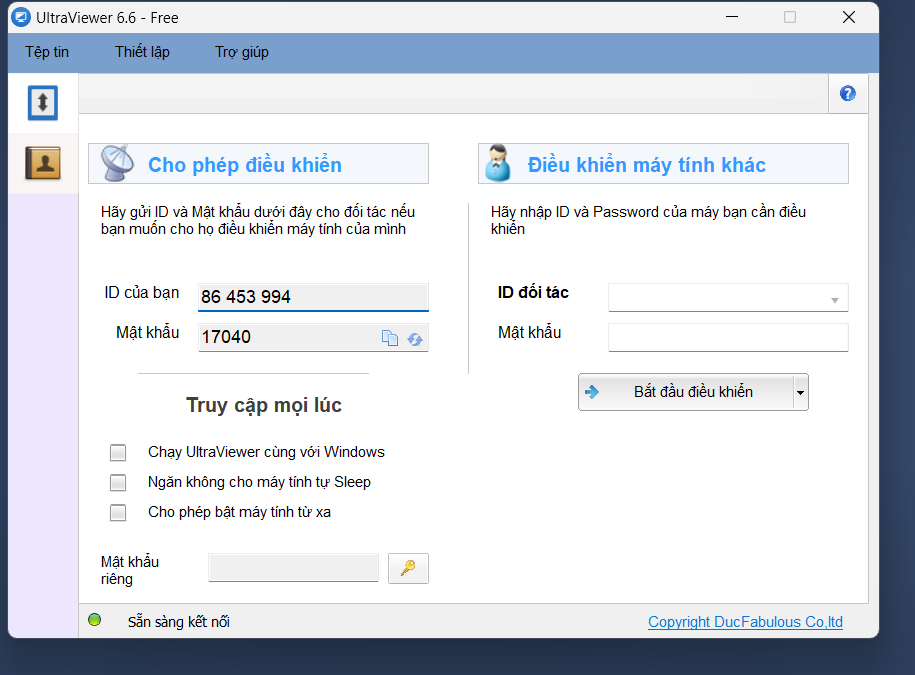 UltraViewer 6.6 - Free
Tệp tin
Thiết lập
Trợ giúp
Cho phép điều khiển
Hãy gửi ID và Mật khẩu dưới đây cho đối tác nếu
bạn muốn cho họ điều khiển máy tính của mình
ID của bạn
86 453 994
Mật khẩu
17040
Truy cập mọi lúc
Chạy UltraViewer cùng với Windows
Ngăn không cho máy tính tự Sleep
Cho phép bật máy tính từ xa
Mật khẩu
riêng
Điều khiển máy tính khác
Hãy nhập ID và Password của máy bạn cần điều
khiển
ID đối tác
Mật khẩu
Bắt đầu điều khiển
Sẵn sàng kết nối
Copyright DucFabulous Co,ltd